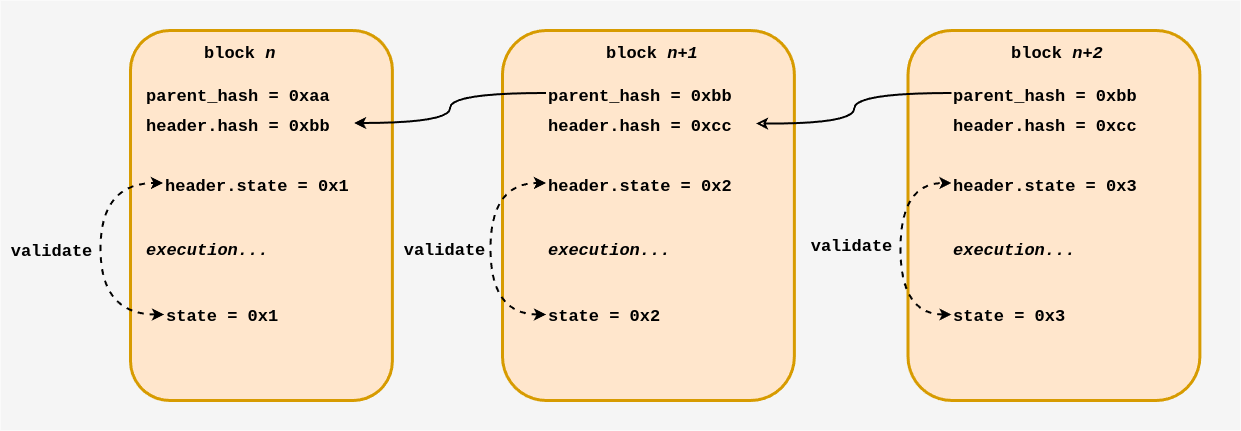 block n
parent_hash = 0xaa
header.hash = 0xbb
header.state = 0x1
validate
execution...
state = 0x1
block n+1
parent_hash = 0xbb
header.hash = 0xcc
header.state = 0x2
validate
execution...
state = 0x2
block n+2
parent_hash = 0xbb
header.hash = 0xcc
header.state = 0x3
validate
execution...
state = 0x3